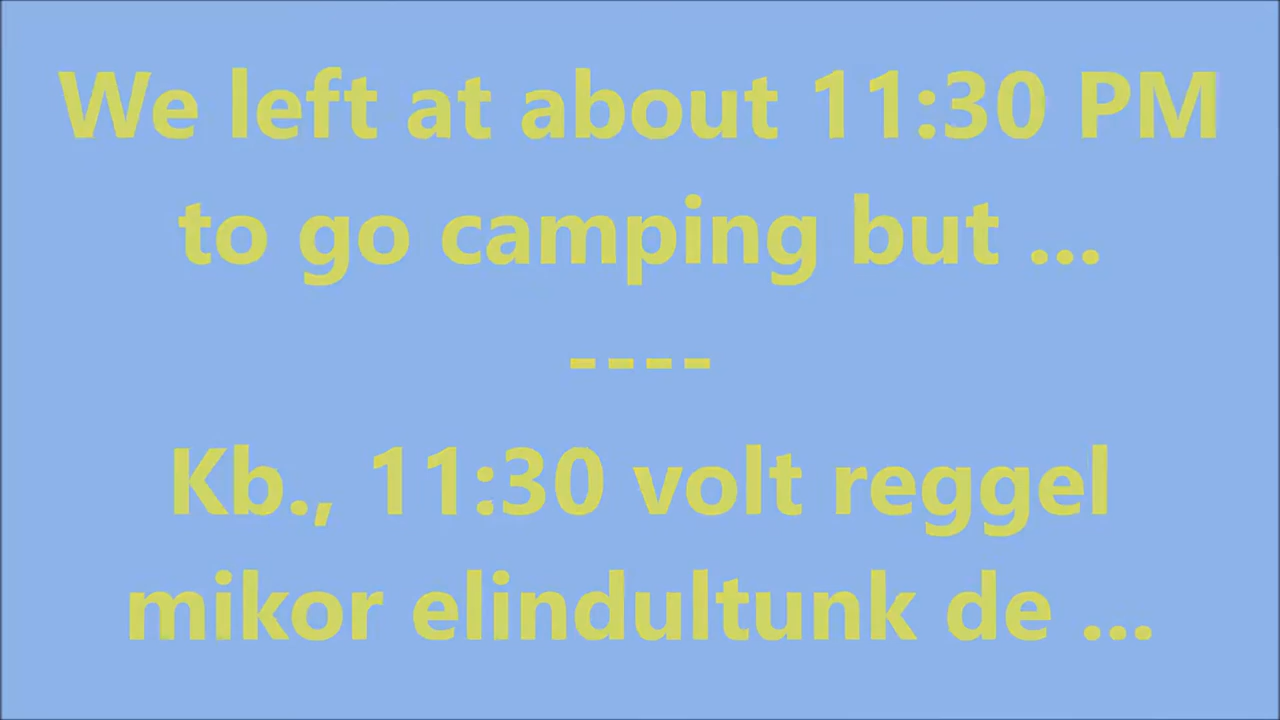 We left at about 11:30 PM
to go camping but ...
----
Kb., 11:30 volt reggel
mikor elindultunk de ...